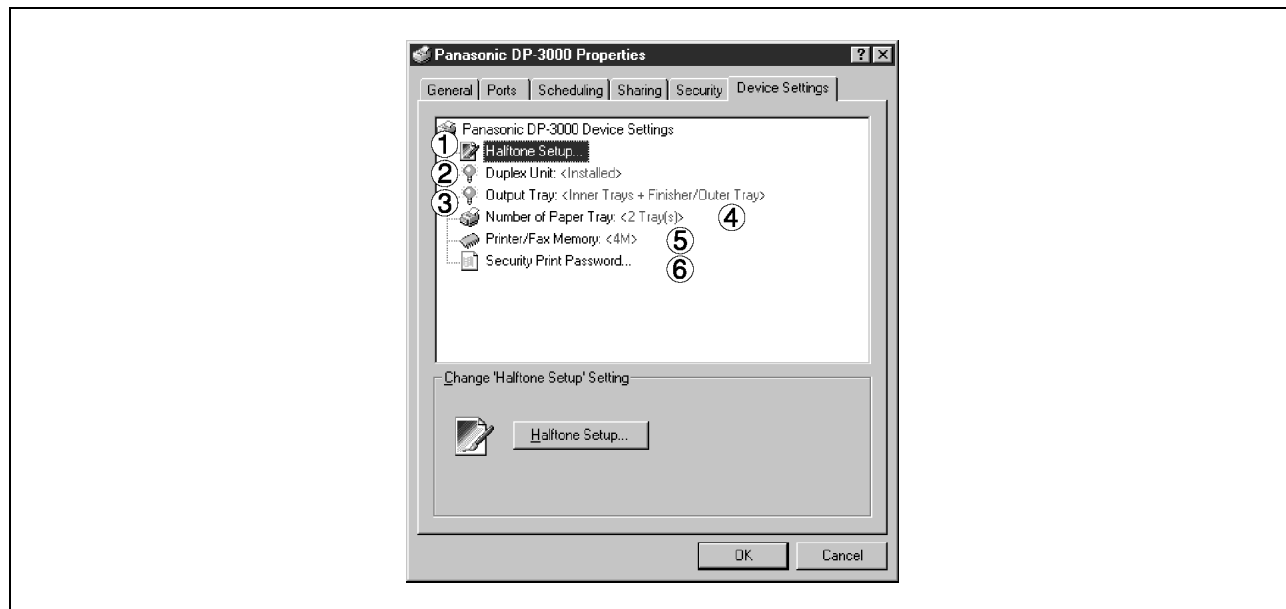 Panasonic DP-3000 Properties
General Ports Scheduling Sharing Security Device Settings
Panasonic DP-3000 Device Settings
① Halftone Setup...
② Duplex Unit: <Installed>
③ Output Tray: <Inner Trays + Finisher/Outer Tray>
Number of Paper Tray: <2 Tray(s)> ④
Printer/Fax Memory: <4M> ⑤
Security Print Password... ⑥
Change 'Halftone Setup' Setting
Halftone Setup...
OK Cancel